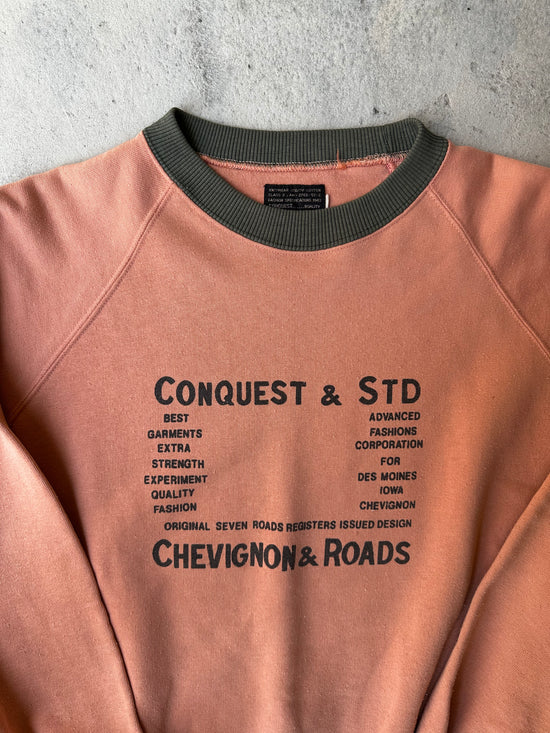 CONQUEST & STD
BEST
GARMENTS
EXTRA
STRENGTH
EXPERIMENT
QUALITY
FASHION
ADVANCED
FASHIONS
CORPORATION
FOR
DES MOINES
IOWA
CHEVIGNON
ORIGINAL SEVEN ROADS REGISTERS ISSUED DESIGN
CHEVIGNON & ROADS